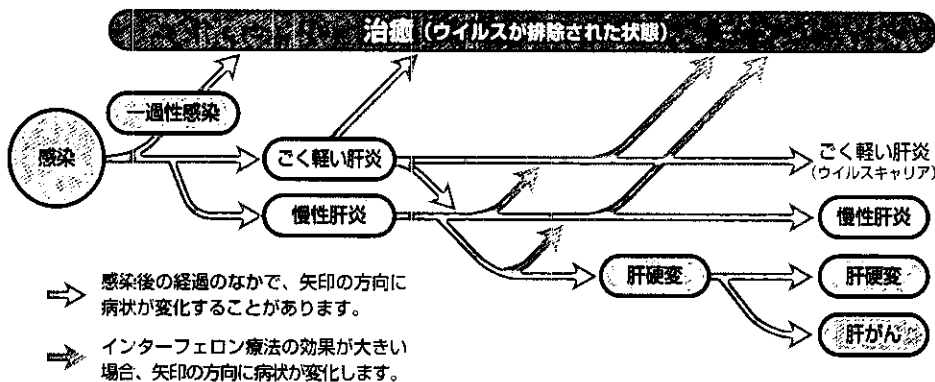 治癒（ウイルスが排除された状態）
一過性感染
感染
ごく軽い肝炎
ごく軽い肝炎
（ウイルスキャリア）
慢性肝炎
慢性肝炎
肝硬変
肝硬変
肝がん
感染後の経過のなかで、矢印の方向に
病状が変化することがあります。
インターフェロン療法の効果が大きい
場合、矢印の方向に病状が変化します。